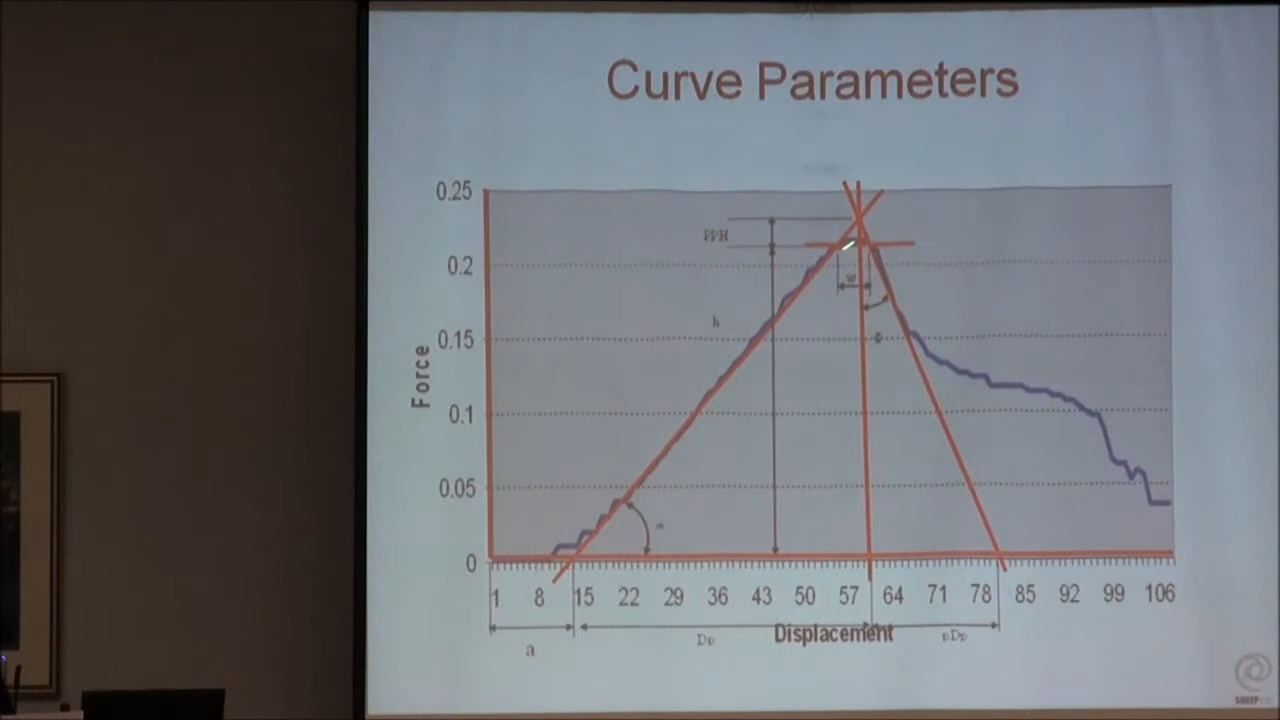 Curve Parameters
0.25
PPH
0.2
w
h
0.15
ϕ
Force
0.1
0.05
0
1 8 15 22 29 36 43 50 57 64 71 78 85 92 99 106
Dp Displacement pDp
a